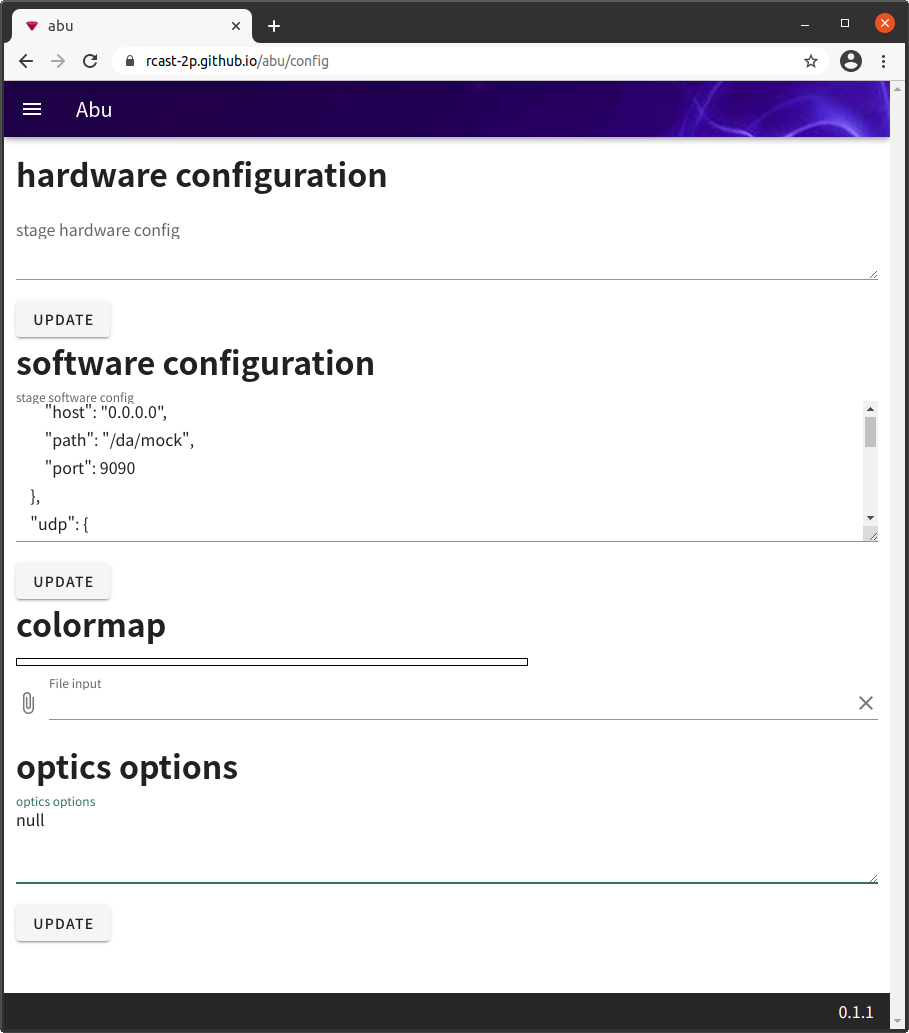 abu
rcast-2p.github.io/abu/config
Abu
hardware configuration
stage hardware config
UPDATE
software configuration
stage software config
"host": "0.0.0.0",
"path": "/da/mock",
"port": 9090
},
"udp": {
UPDATE
colormap
File input
optics options
optics options
null
UPDATE
0.1.1